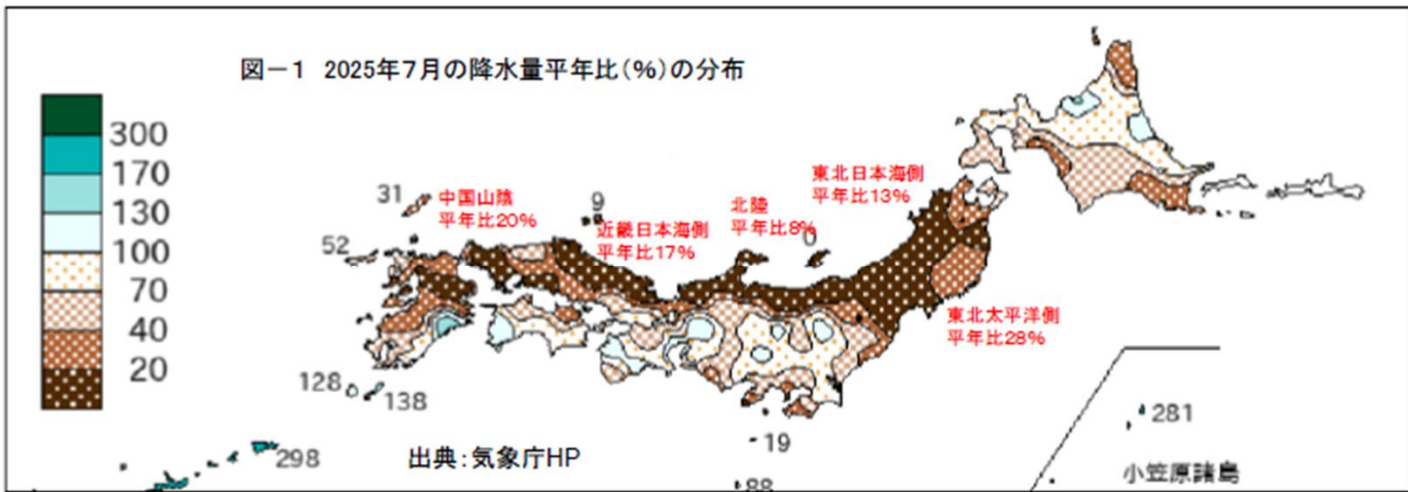 図－1 2025年7月の降水量平年比(%)の分布
300
170
130
100
70
40
20
東北日本海側
平年比13%
31
中国山陰
平年比20%
9
北陸
平年比8%
近畿日本海側
平年比17%
0
52
東北太平洋側
平年比28%
128
138
19
281
298
出典:気象庁HP
小笠原諸島
88